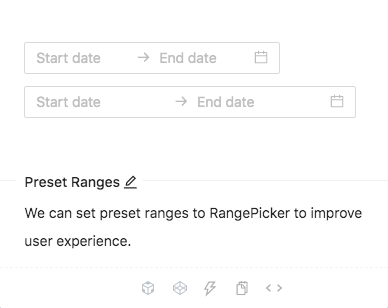 Start date → End date
Start date → End date
Preset Ranges
We can set preset ranges to RangePicker to improve
user experience.